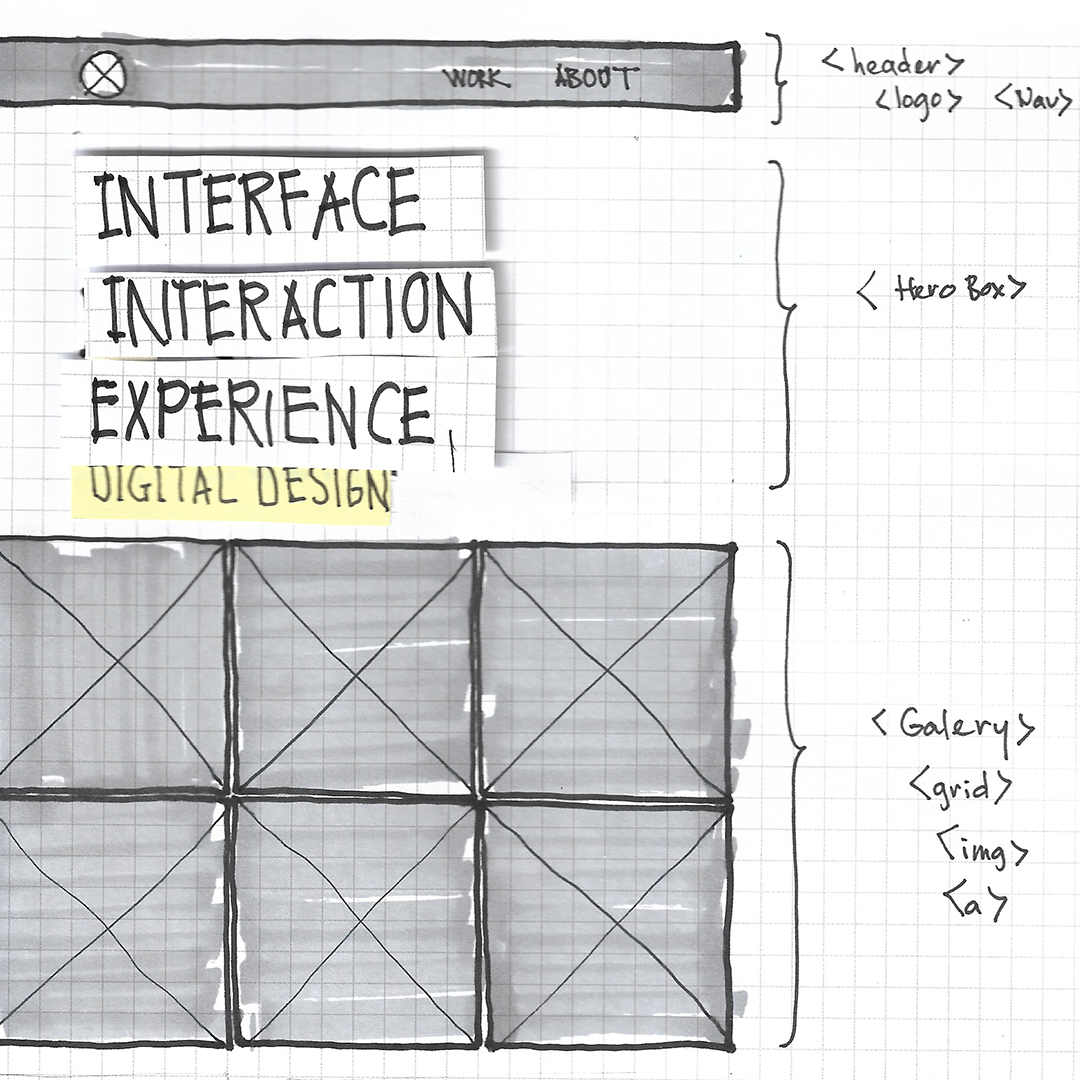 WORK ABOUT
<header>
<logo> <Nav>
INTERFACE
INTERACTION
EXPERIENCE
DIGITAL DESIGN
< Hero Box>
< Galery>
<grid>
<img>
<a>